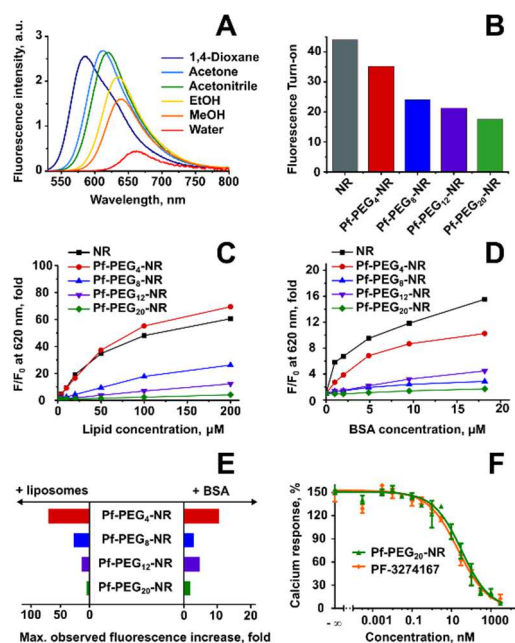 A
Fluorescence intensity, a.u.
3
2
1
0
550 600 650 700 750 800
Wavelength, nm
1,4-Dioxane
Acetone
Acetonitrile
EtOH
MeOH
Water
B
Fluorescence Turn-on
40
30
20
10
0
NR
Pf-PEG₄-NR
Pf-PEG₈-NR
Pf-PEG₁₂-NR
Pf-PEG₂₀-NR
C
F/F₀ at 620 nm, fold
100
80
60
40
20
0
0 50 100 150 200
Lipid concentration, µM
NR
Pf-PEG₄-NR
Pf-PEG₈-NR
Pf-PEG₁₂-NR
Pf-PEG₂₀-NR
D
F/F₀ at 620 nm, fold
16
12
8
4
0
0 5 10 15 20
BSA concentration, µM
NR
Pf-PEG₄-NR
Pf-PEG₈-NR
Pf-PEG₁₂-NR
Pf-PEG₂₀-NR
E
+ liposomes + BSA
Pf-PEG₄-NR
Pf-PEG₈-NR
Pf-PEG₁₂-NR
Pf-PEG₂₀-NR
100 50 0 0 10 20
Max. observed fluorescence increase, fold
F
Calcium response, %
150
120
90
60
30
0
Pf-PEG₂₀-NR
PF-3274167
- ∞ 0.001 0.1 10 1000
Concentration, nM